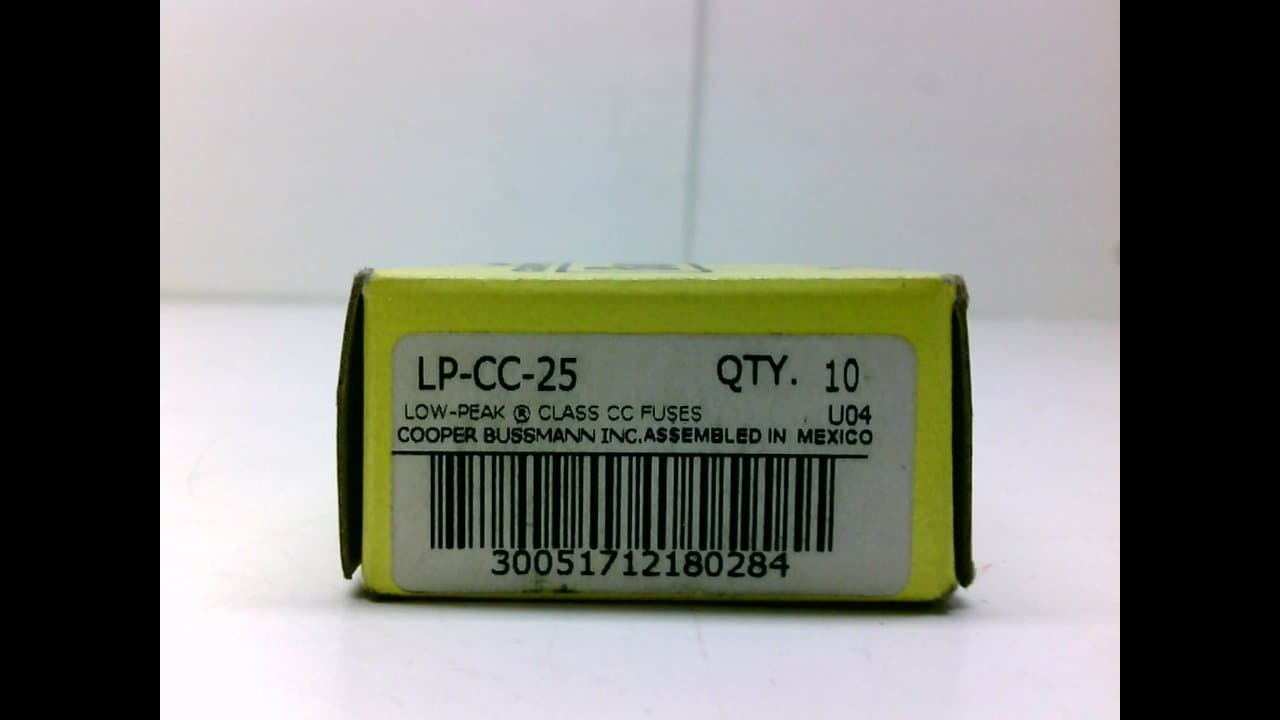 LP-CC-25 QTY. 10
LOW-PEAK ® CLASS CC FUSES U04
COOPER BUSSMANN INC. ASSEMBLED IN MEXICO
30051712180284